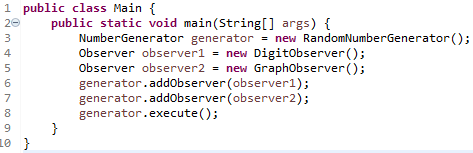 1 public class Main {
2 public static void main(String[] args) {
3 NumberGenerator generator = new RandomNumberGenerator();
4 Observer observer1 = new DigitObserver();
5 Observer observer2 = new GraphObserver();
6 generator.addObserver(observer1);
7 generator.addObserver(observer2);
8 generator.execute();
9 }
10 }